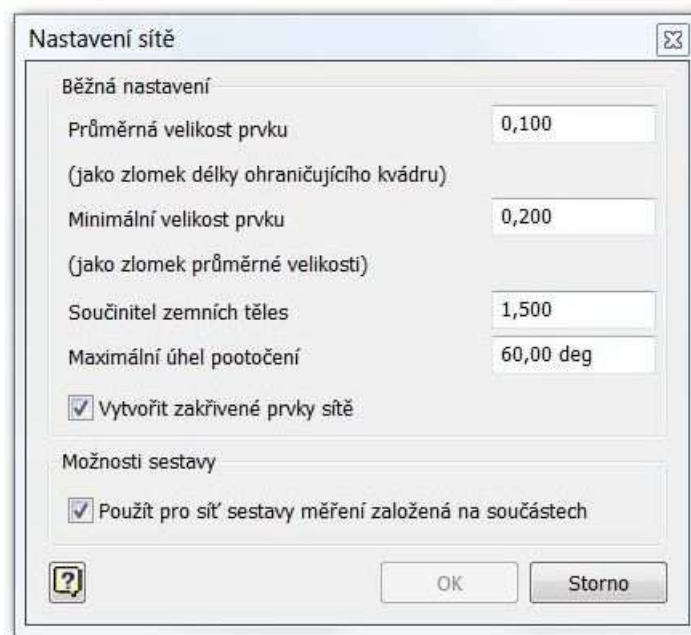 Nastavení sítě
Běžná nastavení
Průměrná velikost prvku
0,100
(jako zlomek délky ohraničujícího kvádru)
Minimální velikost prvku
0,200
(jako zlomek průměrné velikosti)
Součinitel zemních těles
1,500
Maximální úhel pootočení
60,00 deg
Vytvořit zakřivené prvky sítě
Možnosti sestavy
Použít pro síť sestavy měření založená na součástech
?
OK
Storno